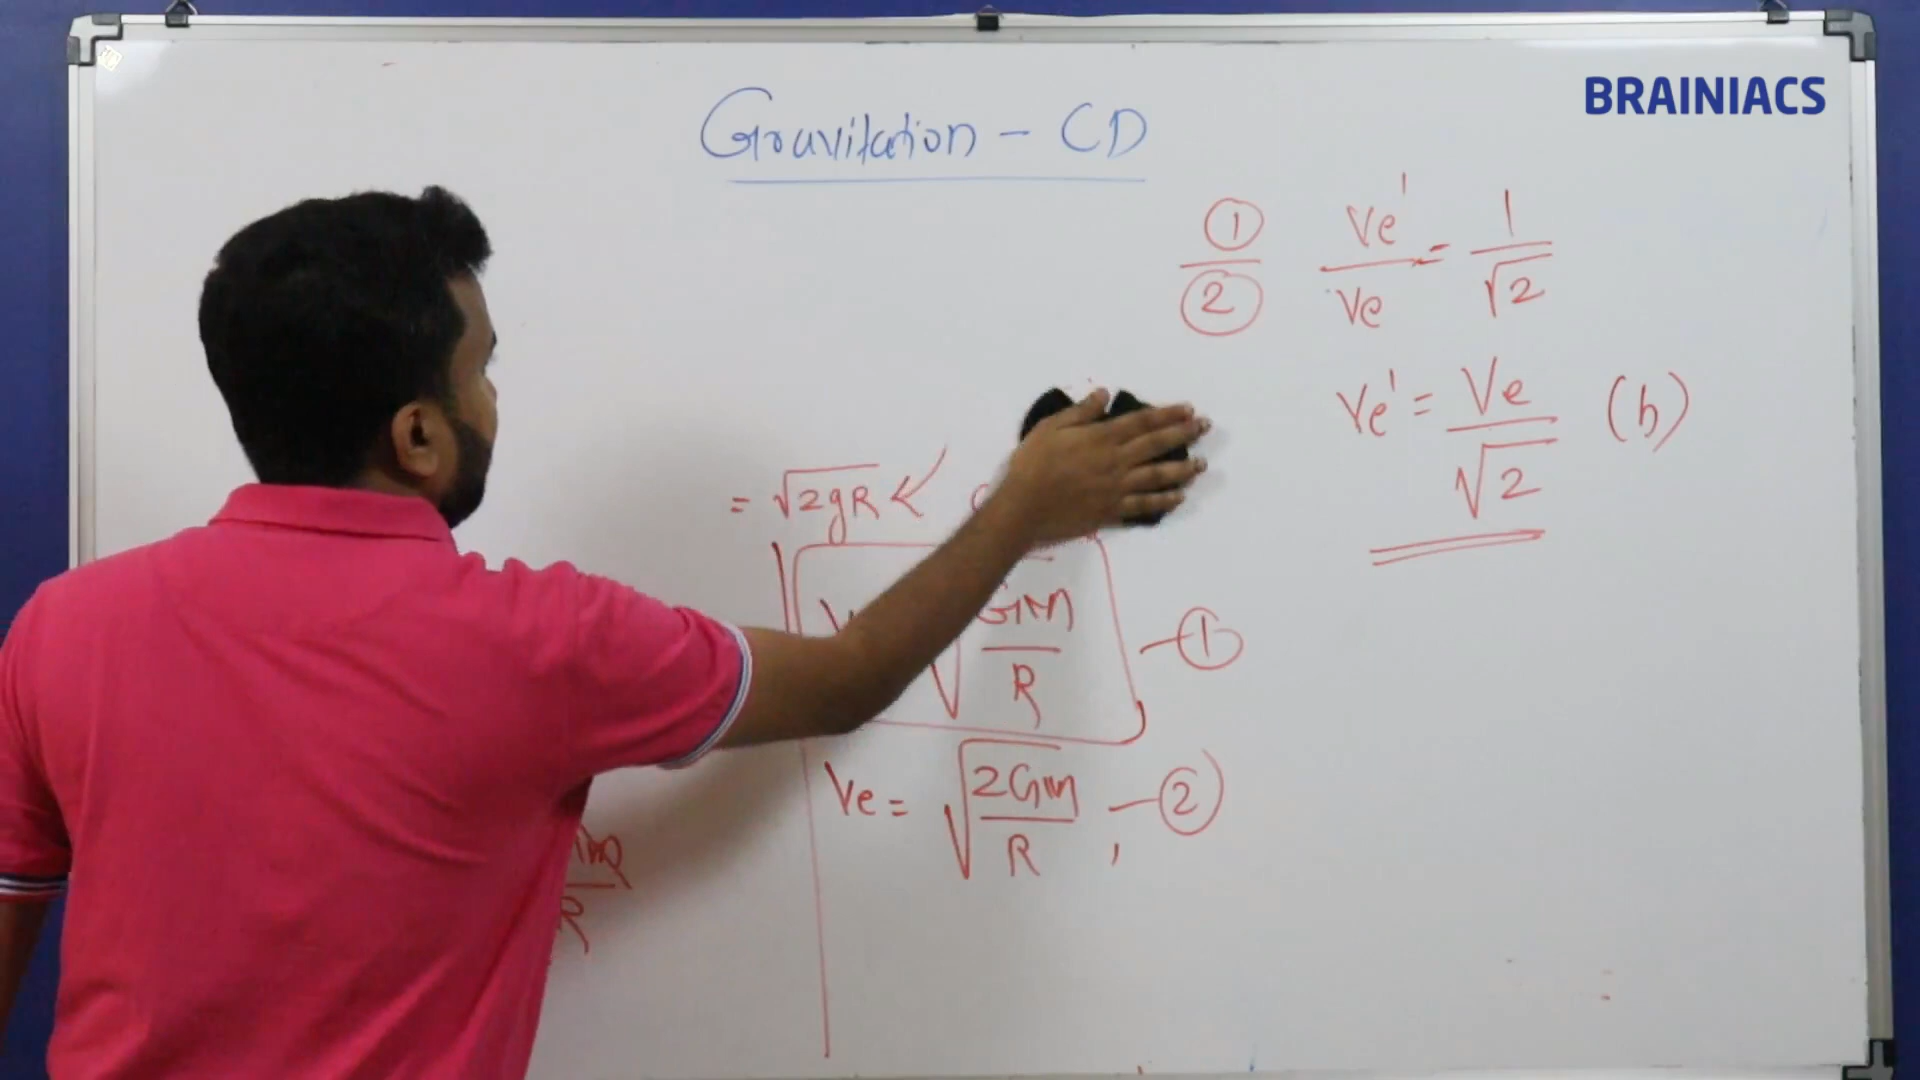 BRAINIACS
Gravitation - CD
① / ② Ve' / Ve = 1 / √2
Ve' = Ve / √2 (b)
= √2gR
Gm / R - ①
Ve = √(2Gm / R) , - ②